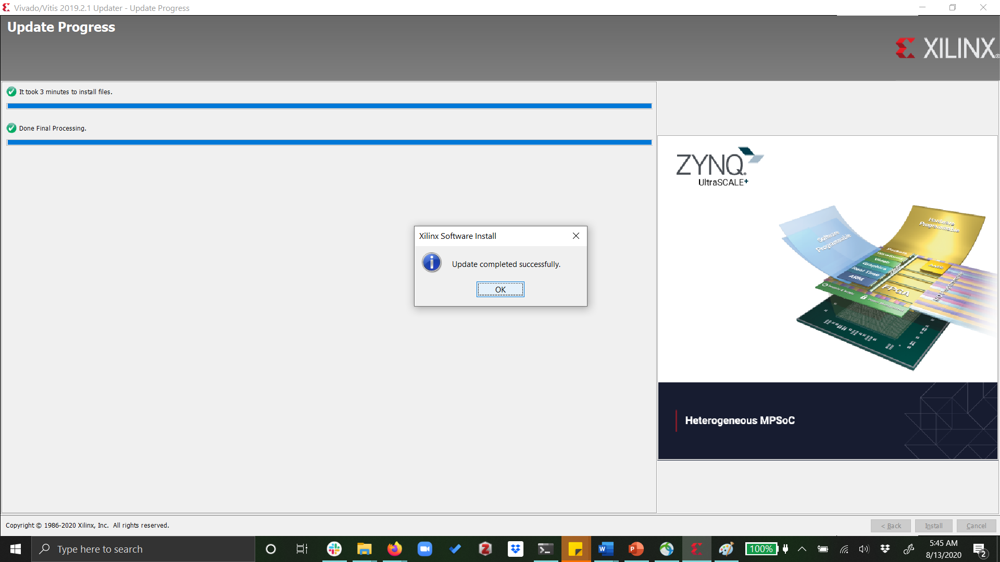 Vivado/Vitis 2019.2.1 Updater - Update Progress
Update Progress
XILINX®
It took 3 minutes to install files.
Done Final Processing.
ZYNQ®
UltraSCALE+
Hardware
Programmable
Software
Programmable
Video
Graphics
Real Time
ARM
FPGA
Xilinx Software Install
Update completed successfully.
OK
Heterogeneous MPSoC
Copyright © 1986-2020 Xilinx, Inc.  All rights reserved.
< Back
Install
Cancel
Type here to search
100%
5:45 AM
8/13/2020
2